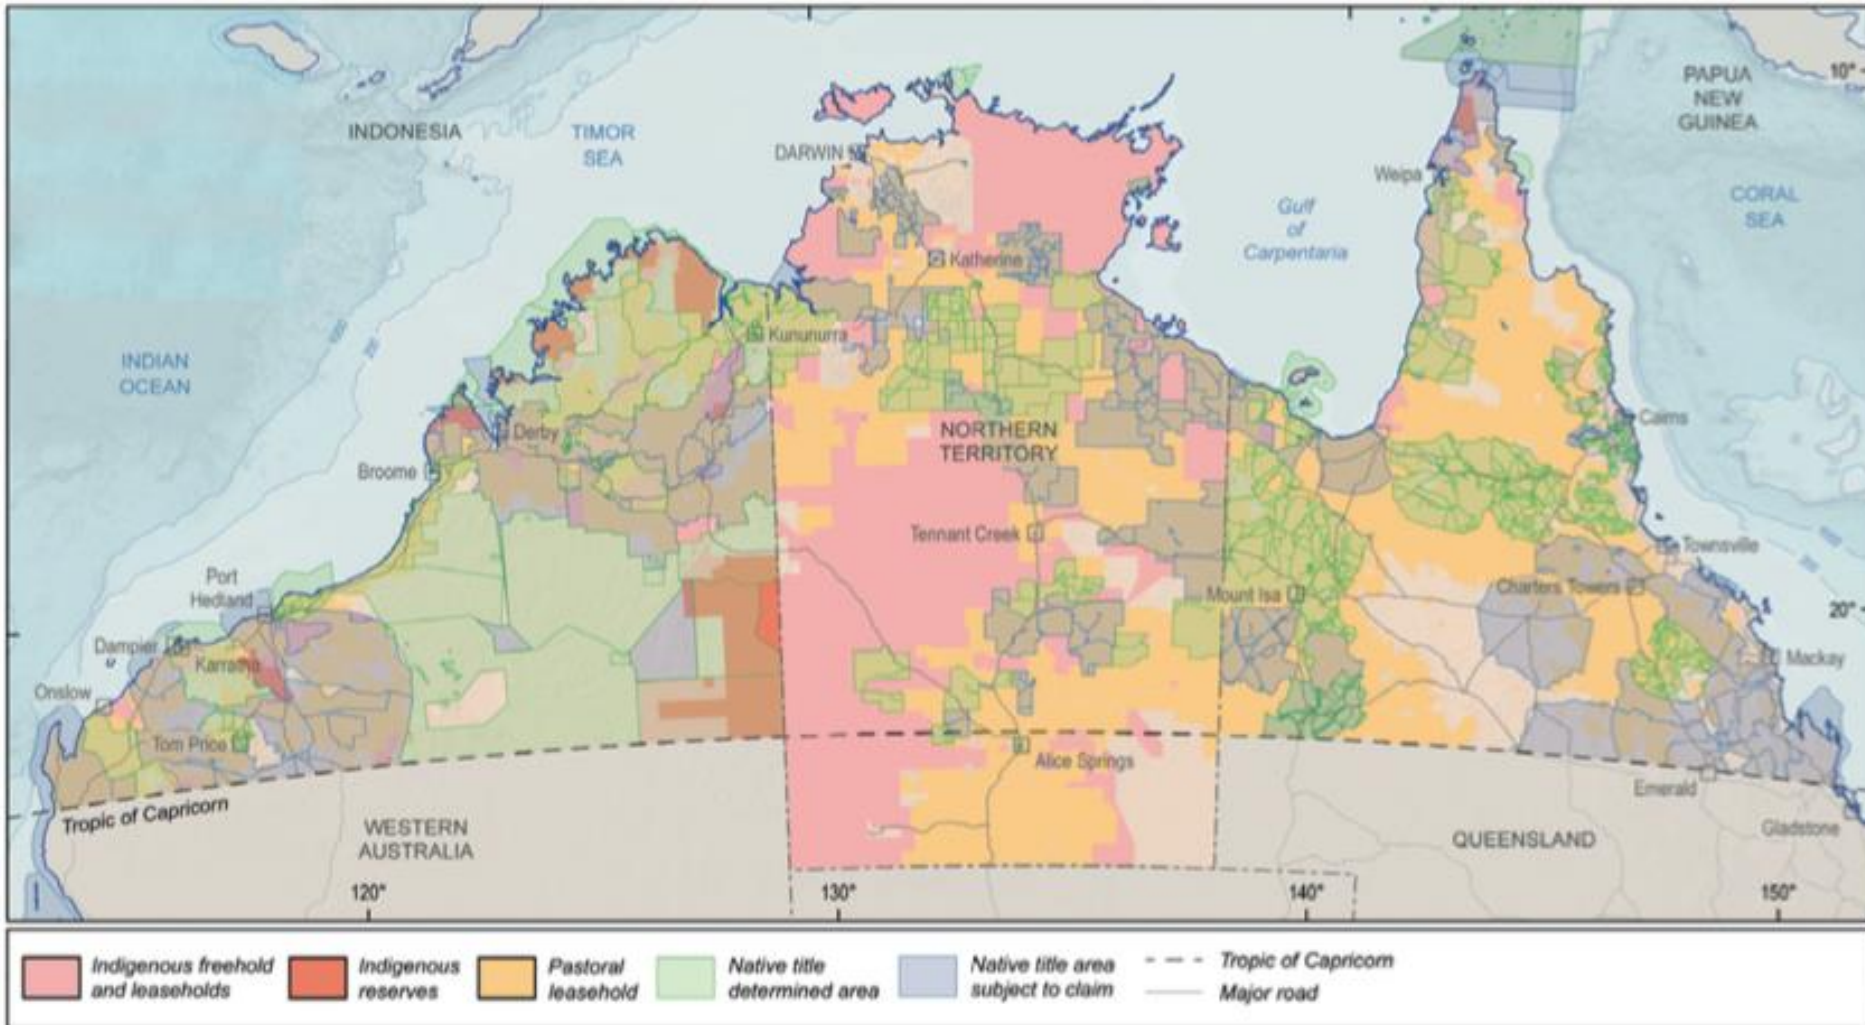 INDONESIA
TIMOR
SEA
PAPUA
NEW
GUINEA
10°
DARWIN
Weipa
CORAL
SEA
Gulf
of
Carpentaria
Katherine
Kununurra
INDIAN
OCEAN
Derby
Broome
NORTHERN
TERRITORY
Cairns
Tennant Creek
Townsville
Port
Hedland
Mount Isa
Charters Towers
20°
Dampier
Karratha
Mackay
Onslow
Tom Price
Alice Springs
Emerald
Tropic of Capricorn
WESTERN
AUSTRALIA
QUEENSLAND
Gladstone
120°
130°
140°
150°
Indigenous freehold
and leaseholds
Indigenous
reserves
Pastoral
leasehold
Native title
determined area
Native title area
subject to claim
Tropic of Capricorn
Major road